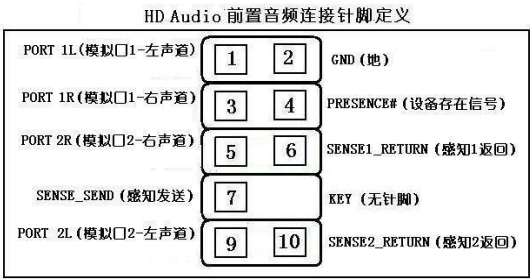 HD Audio 前置音频连接针脚定义
PORT 1L(模拟口1-左声道) 1 2 GND(地)
PORT 1R(模拟口1-右声道) 3 4 PRESENCE#(设备存在信号)
PORT 2R(模拟口2-右声道) 5 6 SENSE1_RETURN(感知1返回)
SENSE_SEND(感知发送) 7 KEY(无针脚)
PORT 2L(模拟口2-左声道) 9 10 SENSE2_RETURN(感知2返回)